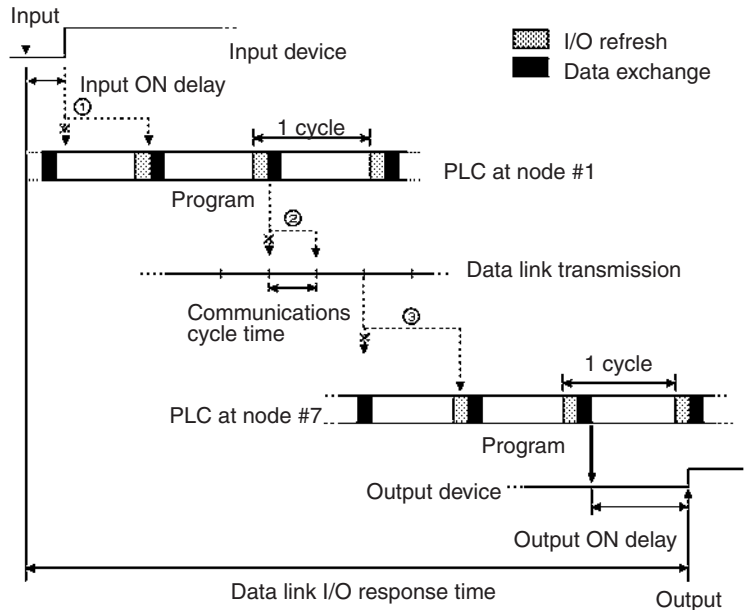 Input
Input device
I/O refresh
Data exchange
Input ON delay
①
1 cycle
PLC at node #1
Program
②
Data link transmission
Communications
cycle time
③
1 cycle
PLC at node #7
Program
Output device
Output ON delay
Data link I/O response time
Output